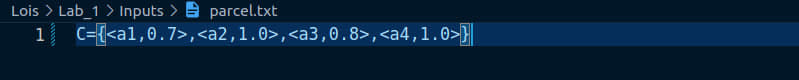 Lois > Lab_1 > Inputs > parcel.txt
1 C={<a1,0.7>,<a2,1.0>,<a3,0.8>,<a4,1.0>}